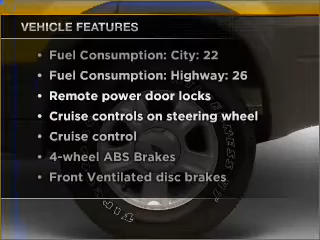 VEHICLE FEATURES
• Fuel Consumption: City: 22
• Fuel Consumption: Highway: 26
• Remote power door locks
• Cruise controls on steering wheel
• Cruise control
• 4-wheel ABS Brakes
• Front Ventilated disc brakes